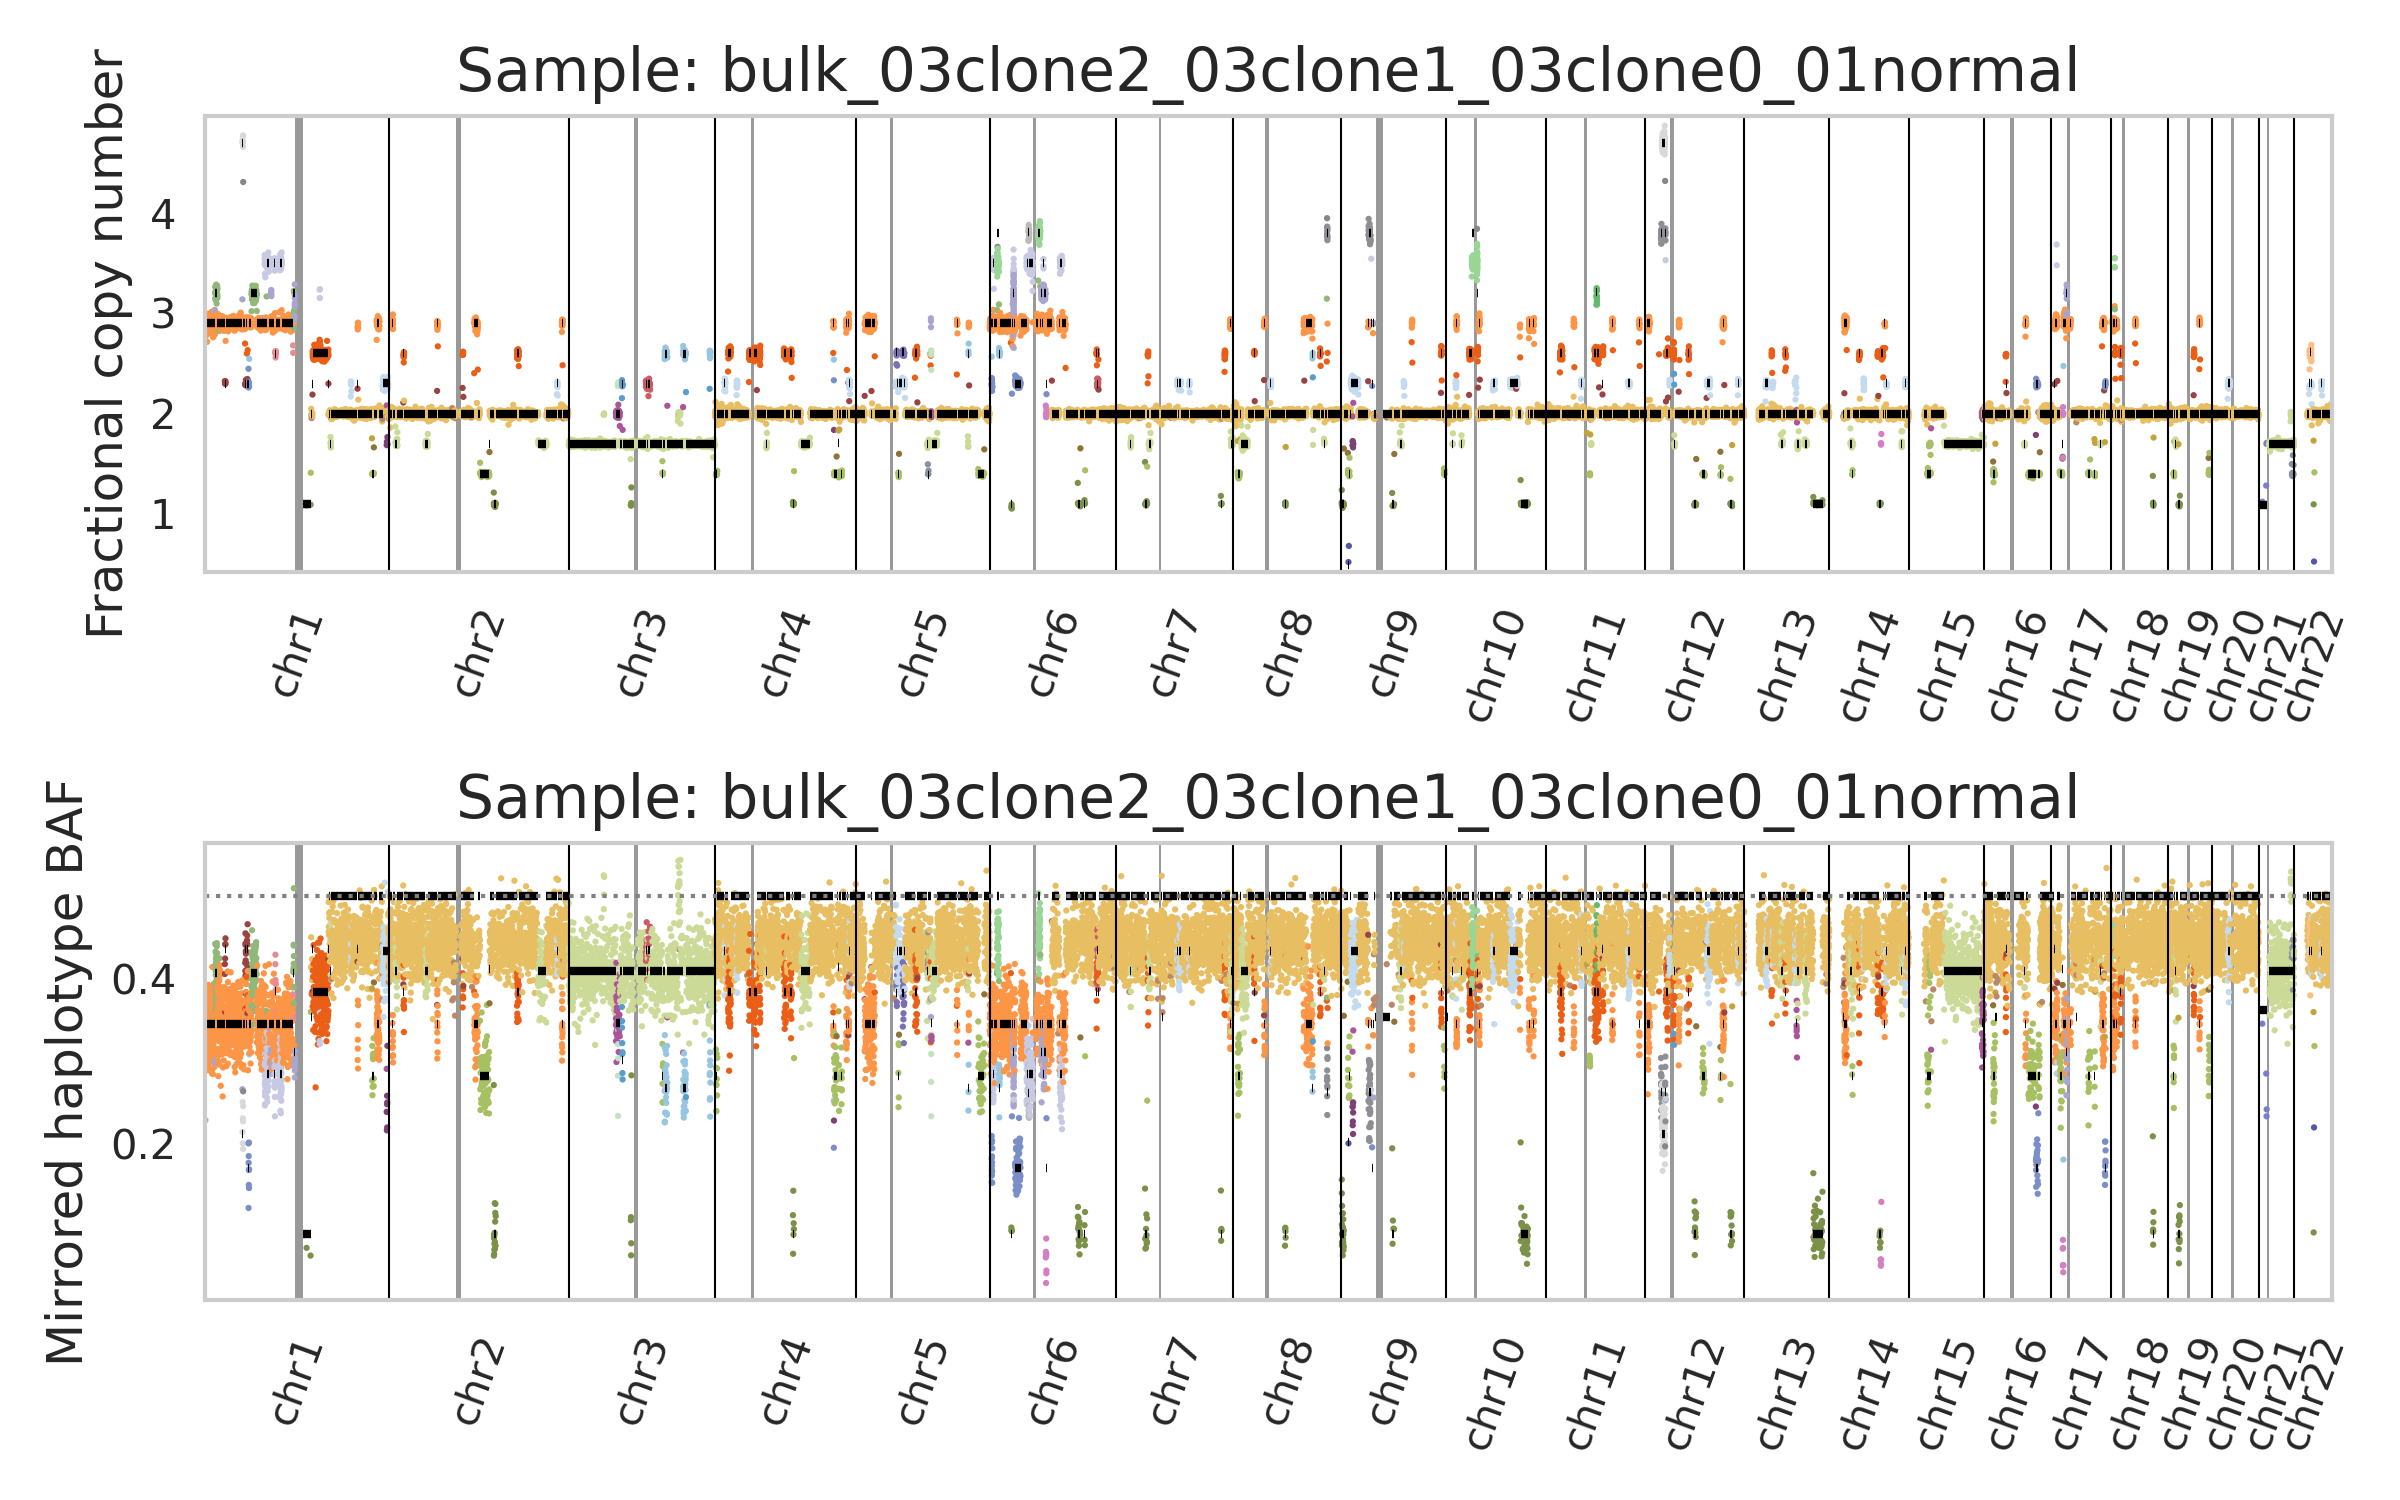 Sample: bulk_03clone2_03clone1_03clone0_01normal
Fractional copy number
4
3
2
1
chr1 chr2 chr3 chr4 chr5 chr6 chr7 chr8 chr9 chr10 chr11 chr12 chr13 chr14 chr15 chr16 chr17 chr18 chr19 chr20 chr21 chr22
Sample: bulk_03clone2_03clone1_03clone0_01normal
Mirrored haplotype BAF
0.4
0.2
chr1 chr2 chr3 chr4 chr5 chr6 chr7 chr8 chr9 chr10 chr11 chr12 chr13 chr14 chr15 chr16 chr17 chr18 chr19 chr20 chr21 chr22